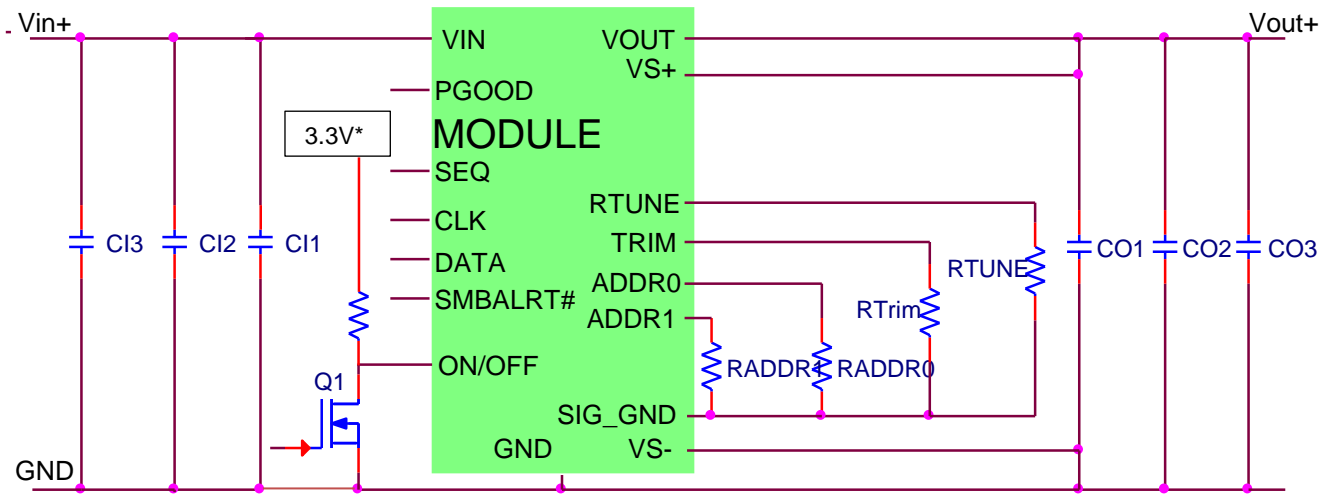 Vin+
VIN
VOUT
Vout+
VS+
PGOOD
3.3V*
MODULE
SEQ
RTUNE
CLK
TRIM
CI3
CI2
CI1
DATA
RTUNE
CO1
CO2
CO3
ADDR0
SMBALRT#
RTrim
ADDR1
ON/OFF
RADDR1
RADDR0
Q1
SIG_GND
GND
VS-
GND